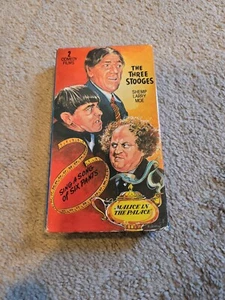 2
COMEDY
FILMS
THE THREE
STOOGES
SHEMP
LARRY
MOE
SING A SONG
OF SIX PANTS
MALICE IN
THE PALACE